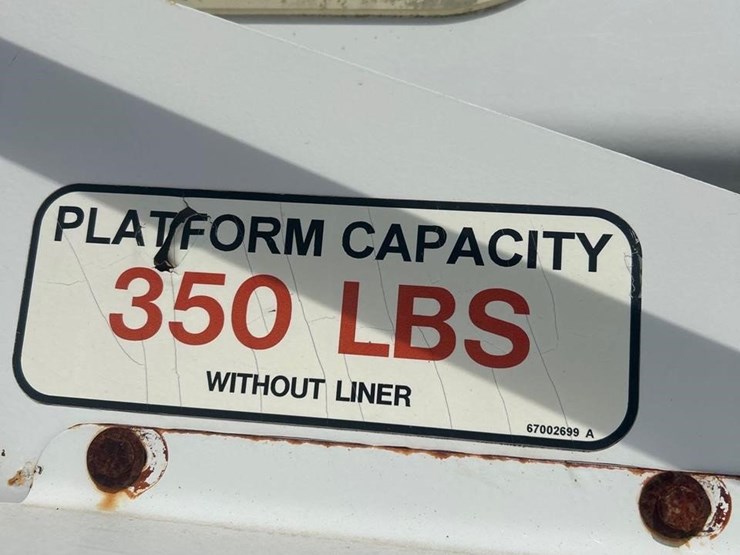 PLATFORM CAPACITY
350 LBS
WITHOUT LINER
67002699 A